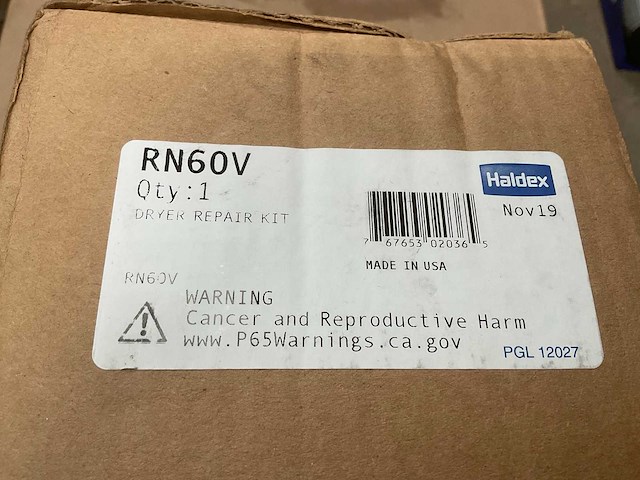 RN60V
Qty:1
DRYER REPAIR KIT
Haldex
Nov19
7 67653 02036 5
MADE IN USA
RN60V
WARNING
Cancer and Reproductive Harm
www.P65Warnings.ca.gov
PGL 12027